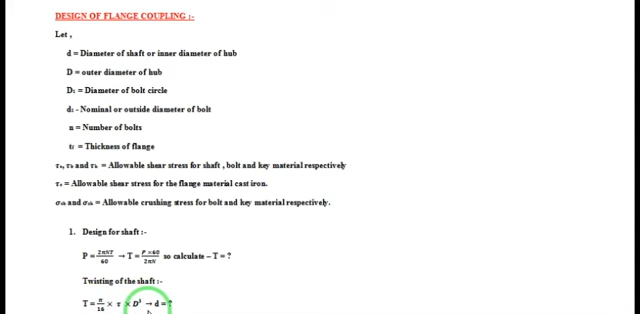 DESIGN OF FLANGE COUPLING :-
Let ,
d = Diameter of shaft or inner diameter of hub
D = outer diameter of hub
D₁ = Diameter of bolt circle
d₁ - Nominal or outside diameter of bolt
n = Number of bolts
tf = Thickness of flange
τs, τb and τk = Allowable shear stress for shaft , bolt and key material respectively
τc = Allowable shear stress for the flange material cast iron.
σcb and σck = Allowable crushing stress for bolt and key material respectively.
1. Design for shaft :-
P = 2πNT/60 → T = P ×60/2πN so calculate – T = ?
Twisting of the shaft :-
T = π/16 × τ × D³ → d = ?